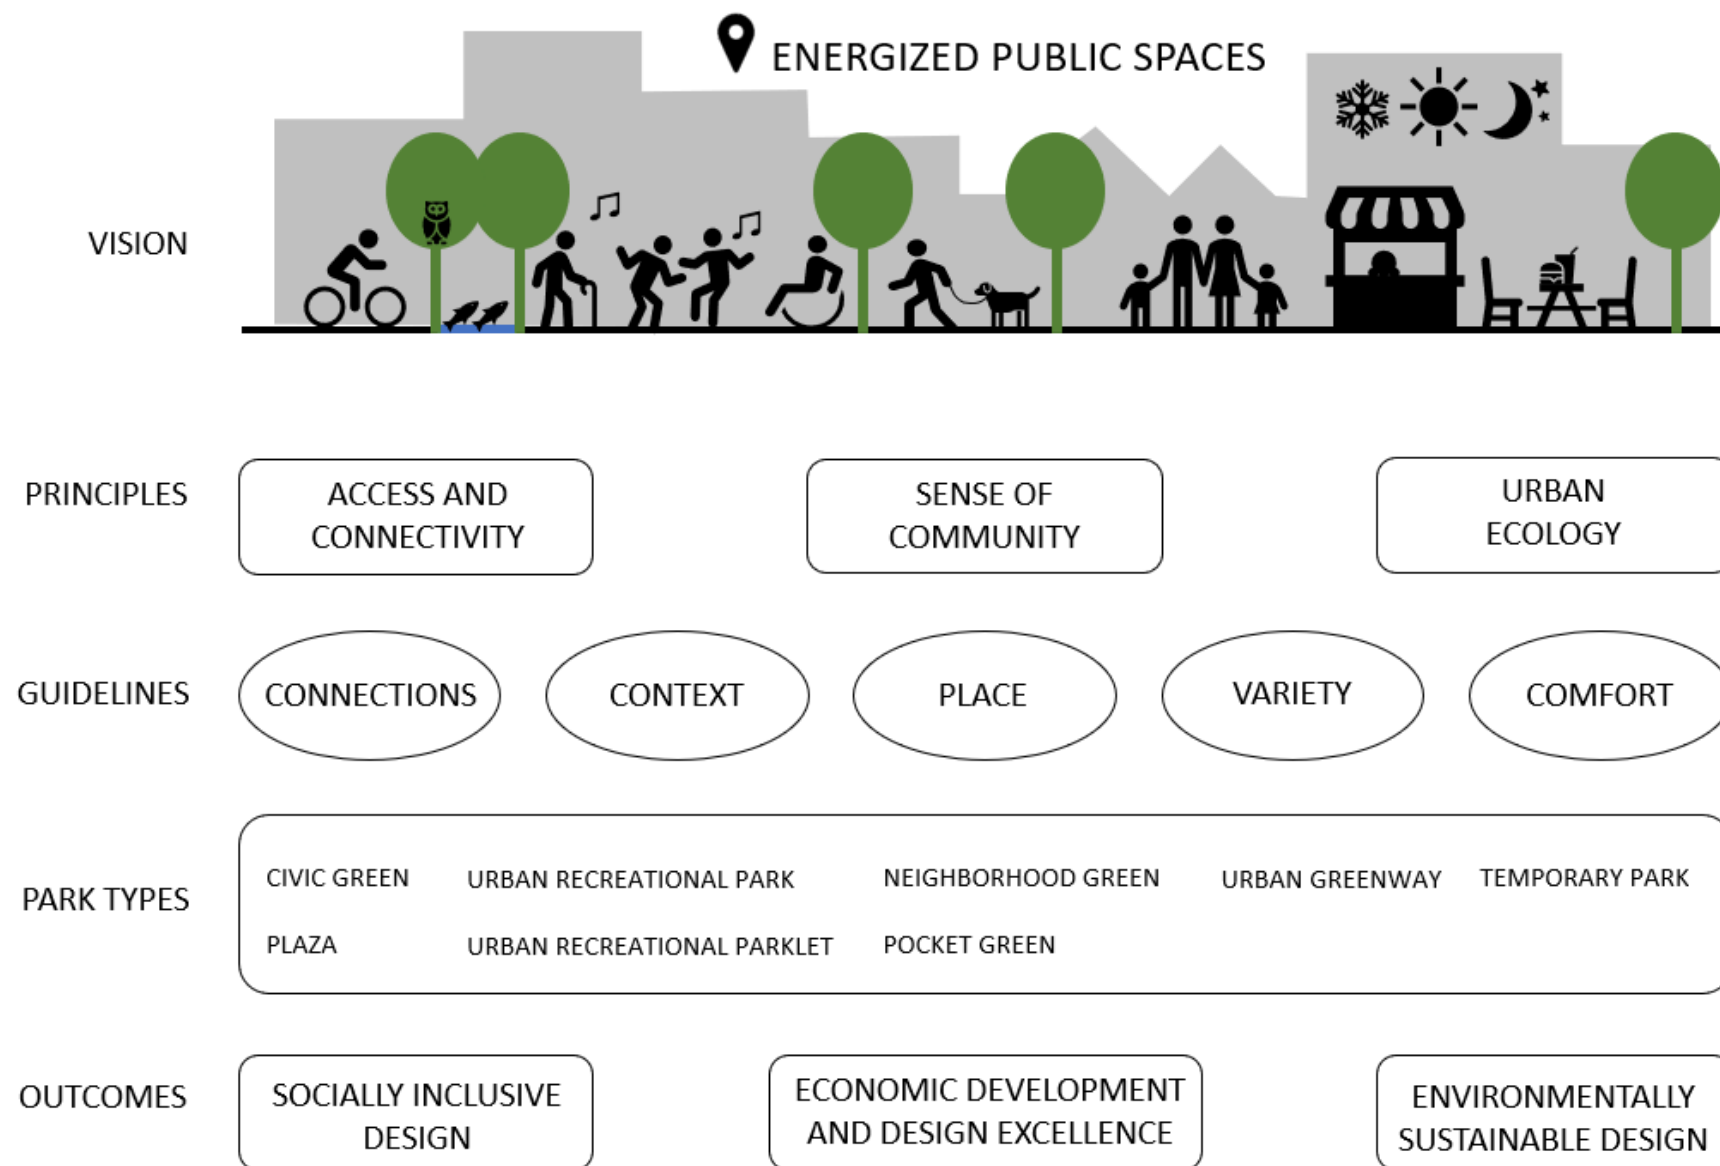 ENERGIZED PUBLIC SPACES
VISION
PRINCIPLES
ACCESS AND
CONNECTIVITY
SENSE OF
COMMUNITY
URBAN
ECOLOGY
GUIDELINES
CONNECTIONS
CONTEXT
PLACE
VARIETY
COMFORT
PARK TYPES
CIVIC GREEN
URBAN RECREATIONAL PARK
NEIGHBORHOOD GREEN
URBAN GREENWAY
TEMPORARY PARK
PLAZA
URBAN RECREATIONAL PARKLET
POCKET GREEN
OUTCOMES
SOCIALLY INCLUSIVE
DESIGN
ECONOMIC DEVELOPMENT
AND DESIGN EXCELLENCE
ENVIRONMENTALLY
SUSTAINABLE DESIGN